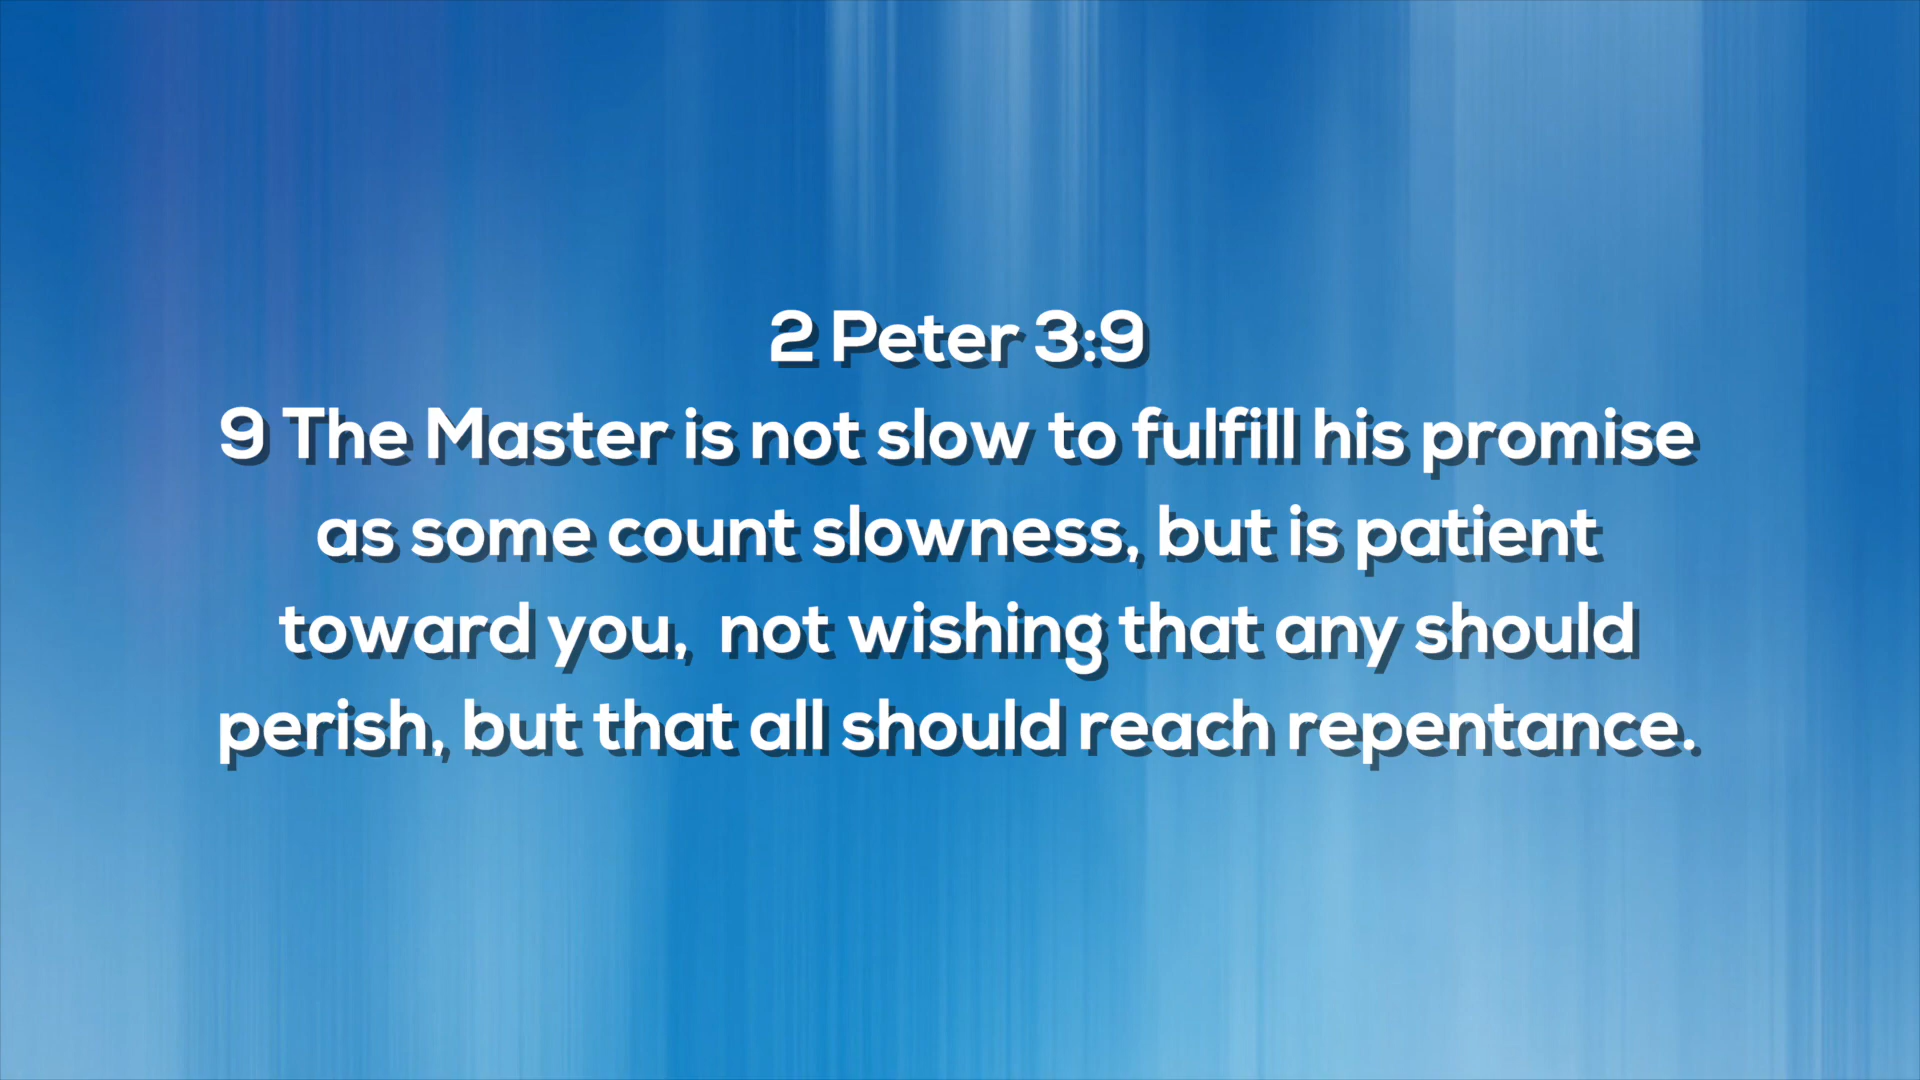 2 Peter 3:9
9 The Master is not slow to fulfill his promise
as some count slowness, but is patient
toward you,  not wishing that any should
perish, but that all should reach repentance.